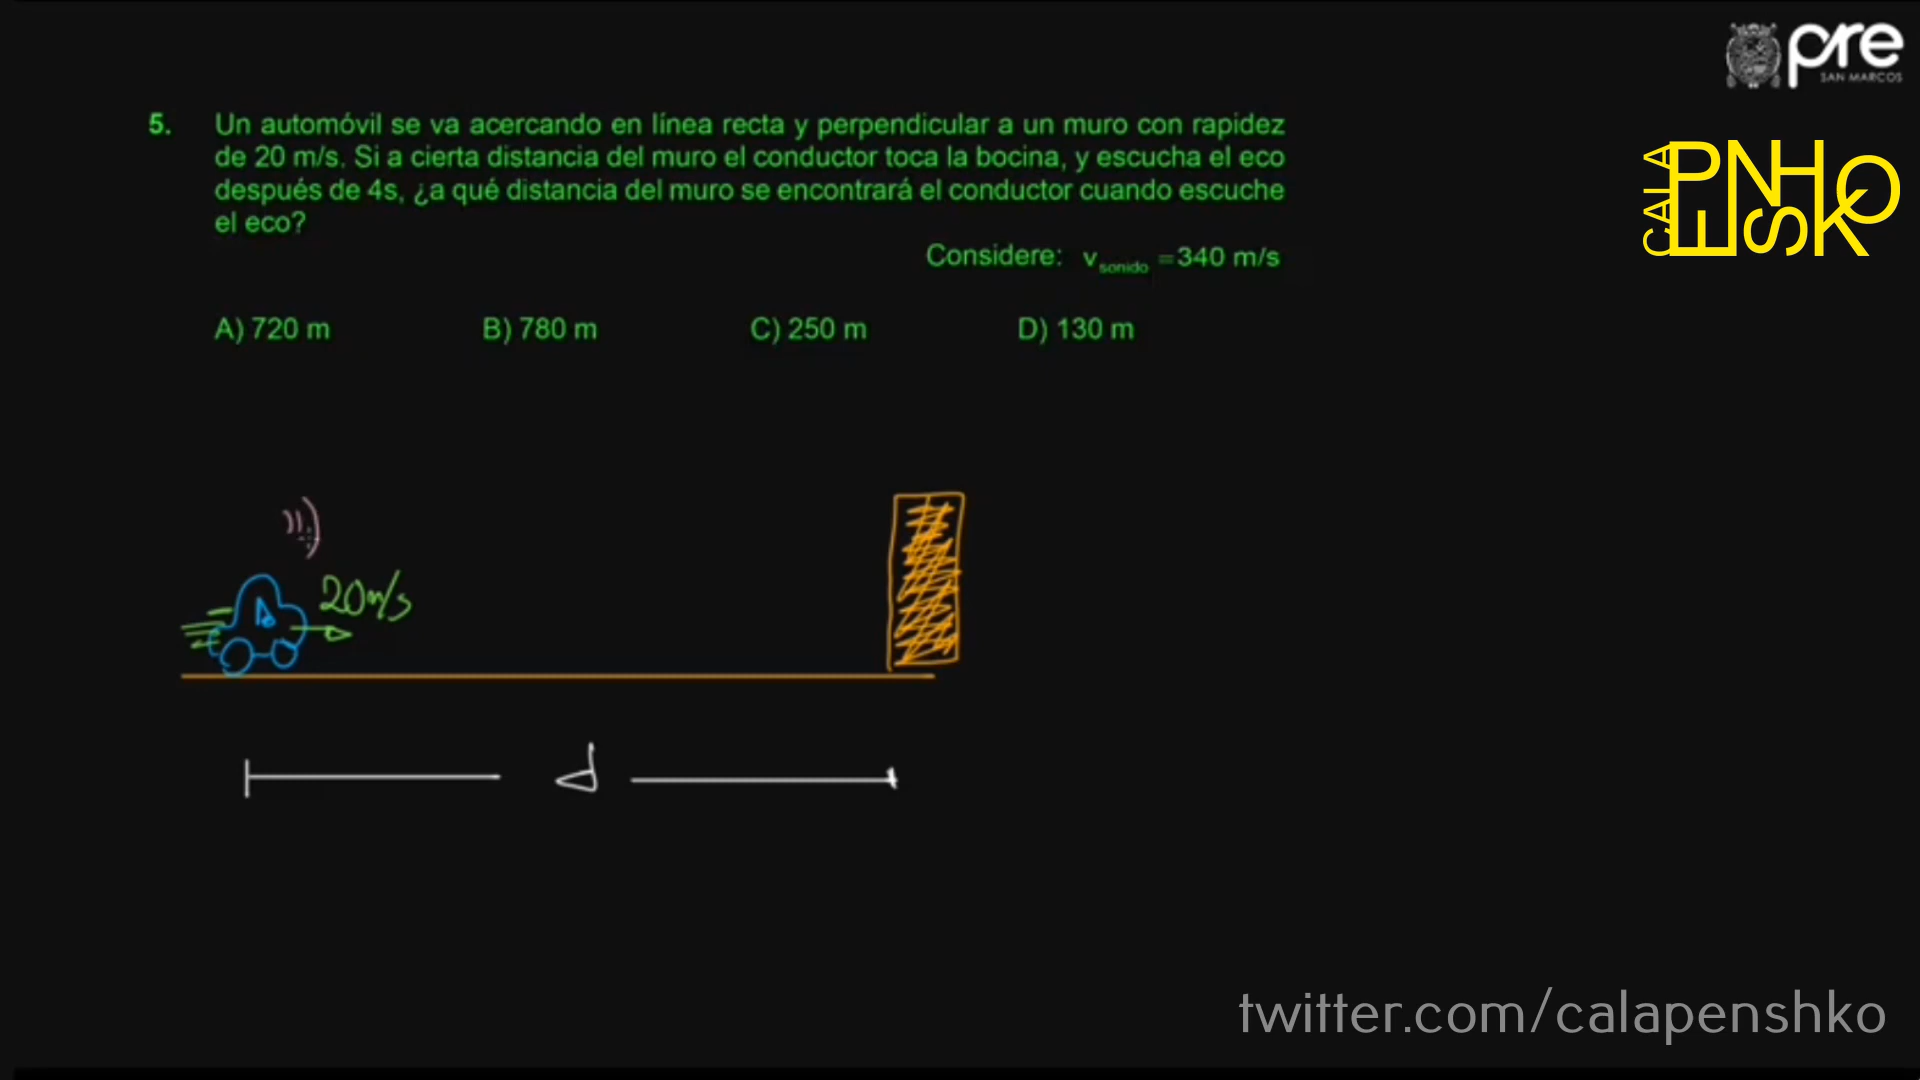 pre
SAN MARCOS
5. Un automóvil se va acercando en línea recta y perpendicular a un muro con rapidez
de 20 m/s. Si a cierta distancia del muro el conductor toca la bocina, y escucha el eco
después de 4s, ¿a qué distancia del muro se encontrará el conductor cuando escuche
el eco?
Considere: v sonido = 340 m/s
A) 720 m B) 780 m C) 250 m D) 130 m
CALA PENSHKO
20m/s
d
twitter.com/calapenshko